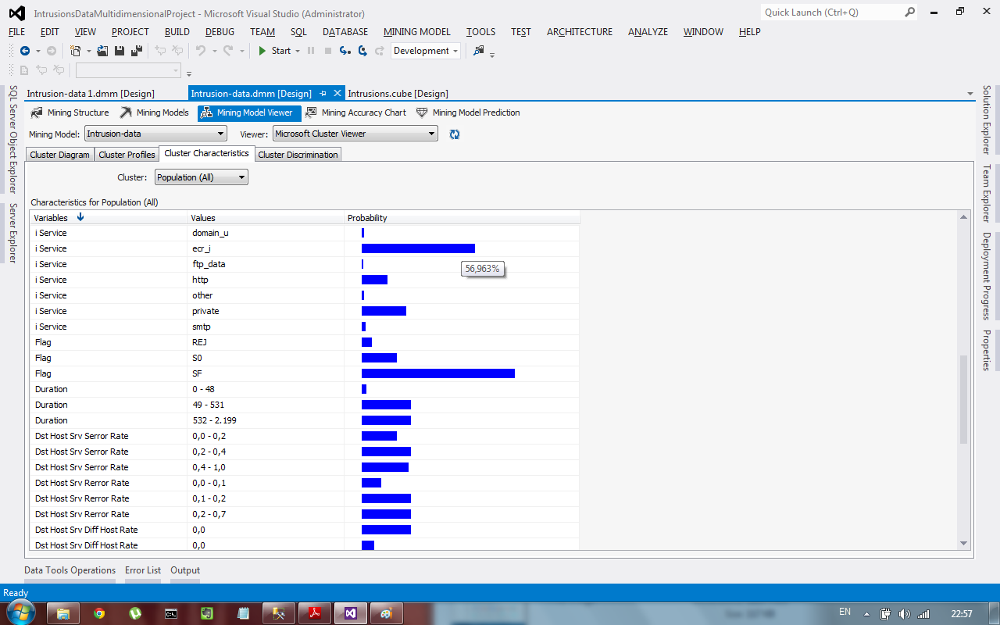 IntrusionsDataMultidimensionalProject - Microsoft Visual Studio (Administrator)
Quick Launch (Ctrl+Q)
FILE EDIT VIEW PROJECT BUILD DEBUG TEAM SQL DATABASE MINING MODEL TOOLS TEST ARCHITECTURE ANALYZE WINDOW HELP
Start Development
Intrusion-data 1.dmm [Design] Intrusion-data.dmm [Design] Intrusions.cube [Design]
Mining Structure Mining Models Mining Model Viewer Mining Accuracy Chart Mining Model Prediction
Mining Model: Intrusion-data Viewer: Microsoft Cluster Viewer
Cluster Diagram Cluster Profiles Cluster Characteristics Cluster Discrimination
Cluster: Population (All)
Characteristics for Population (All)
Variables Values Probability
i Service domain_u
i Service ecr_i
i Service ftp_data
56,963%
i Service http
i Service other
i Service private
i Service smtp
Flag REJ
Flag S0
Flag SF
Duration 0 - 48
Duration 49 - 531
Duration 532 - 2.199
Dst Host Srv Serror Rate 0,0 - 0,2
Dst Host Srv Serror Rate 0,2 - 0,4
Dst Host Srv Serror Rate 0,4 - 1,0
Dst Host Srv Rerror Rate 0,0 - 0,1
Dst Host Srv Rerror Rate 0,1 - 0,2
Dst Host Srv Rerror Rate 0,2 - 0,7
Dst Host Srv Diff Host Rate 0,0
Dst Host Srv Diff Host Rate 0,0
SQL Server Object Explorer
Server Explorer
Solution Explorer
Team Explorer
Deployment Progress
Properties
Data Tools Operations Error List Output
Ready
EN 22:57